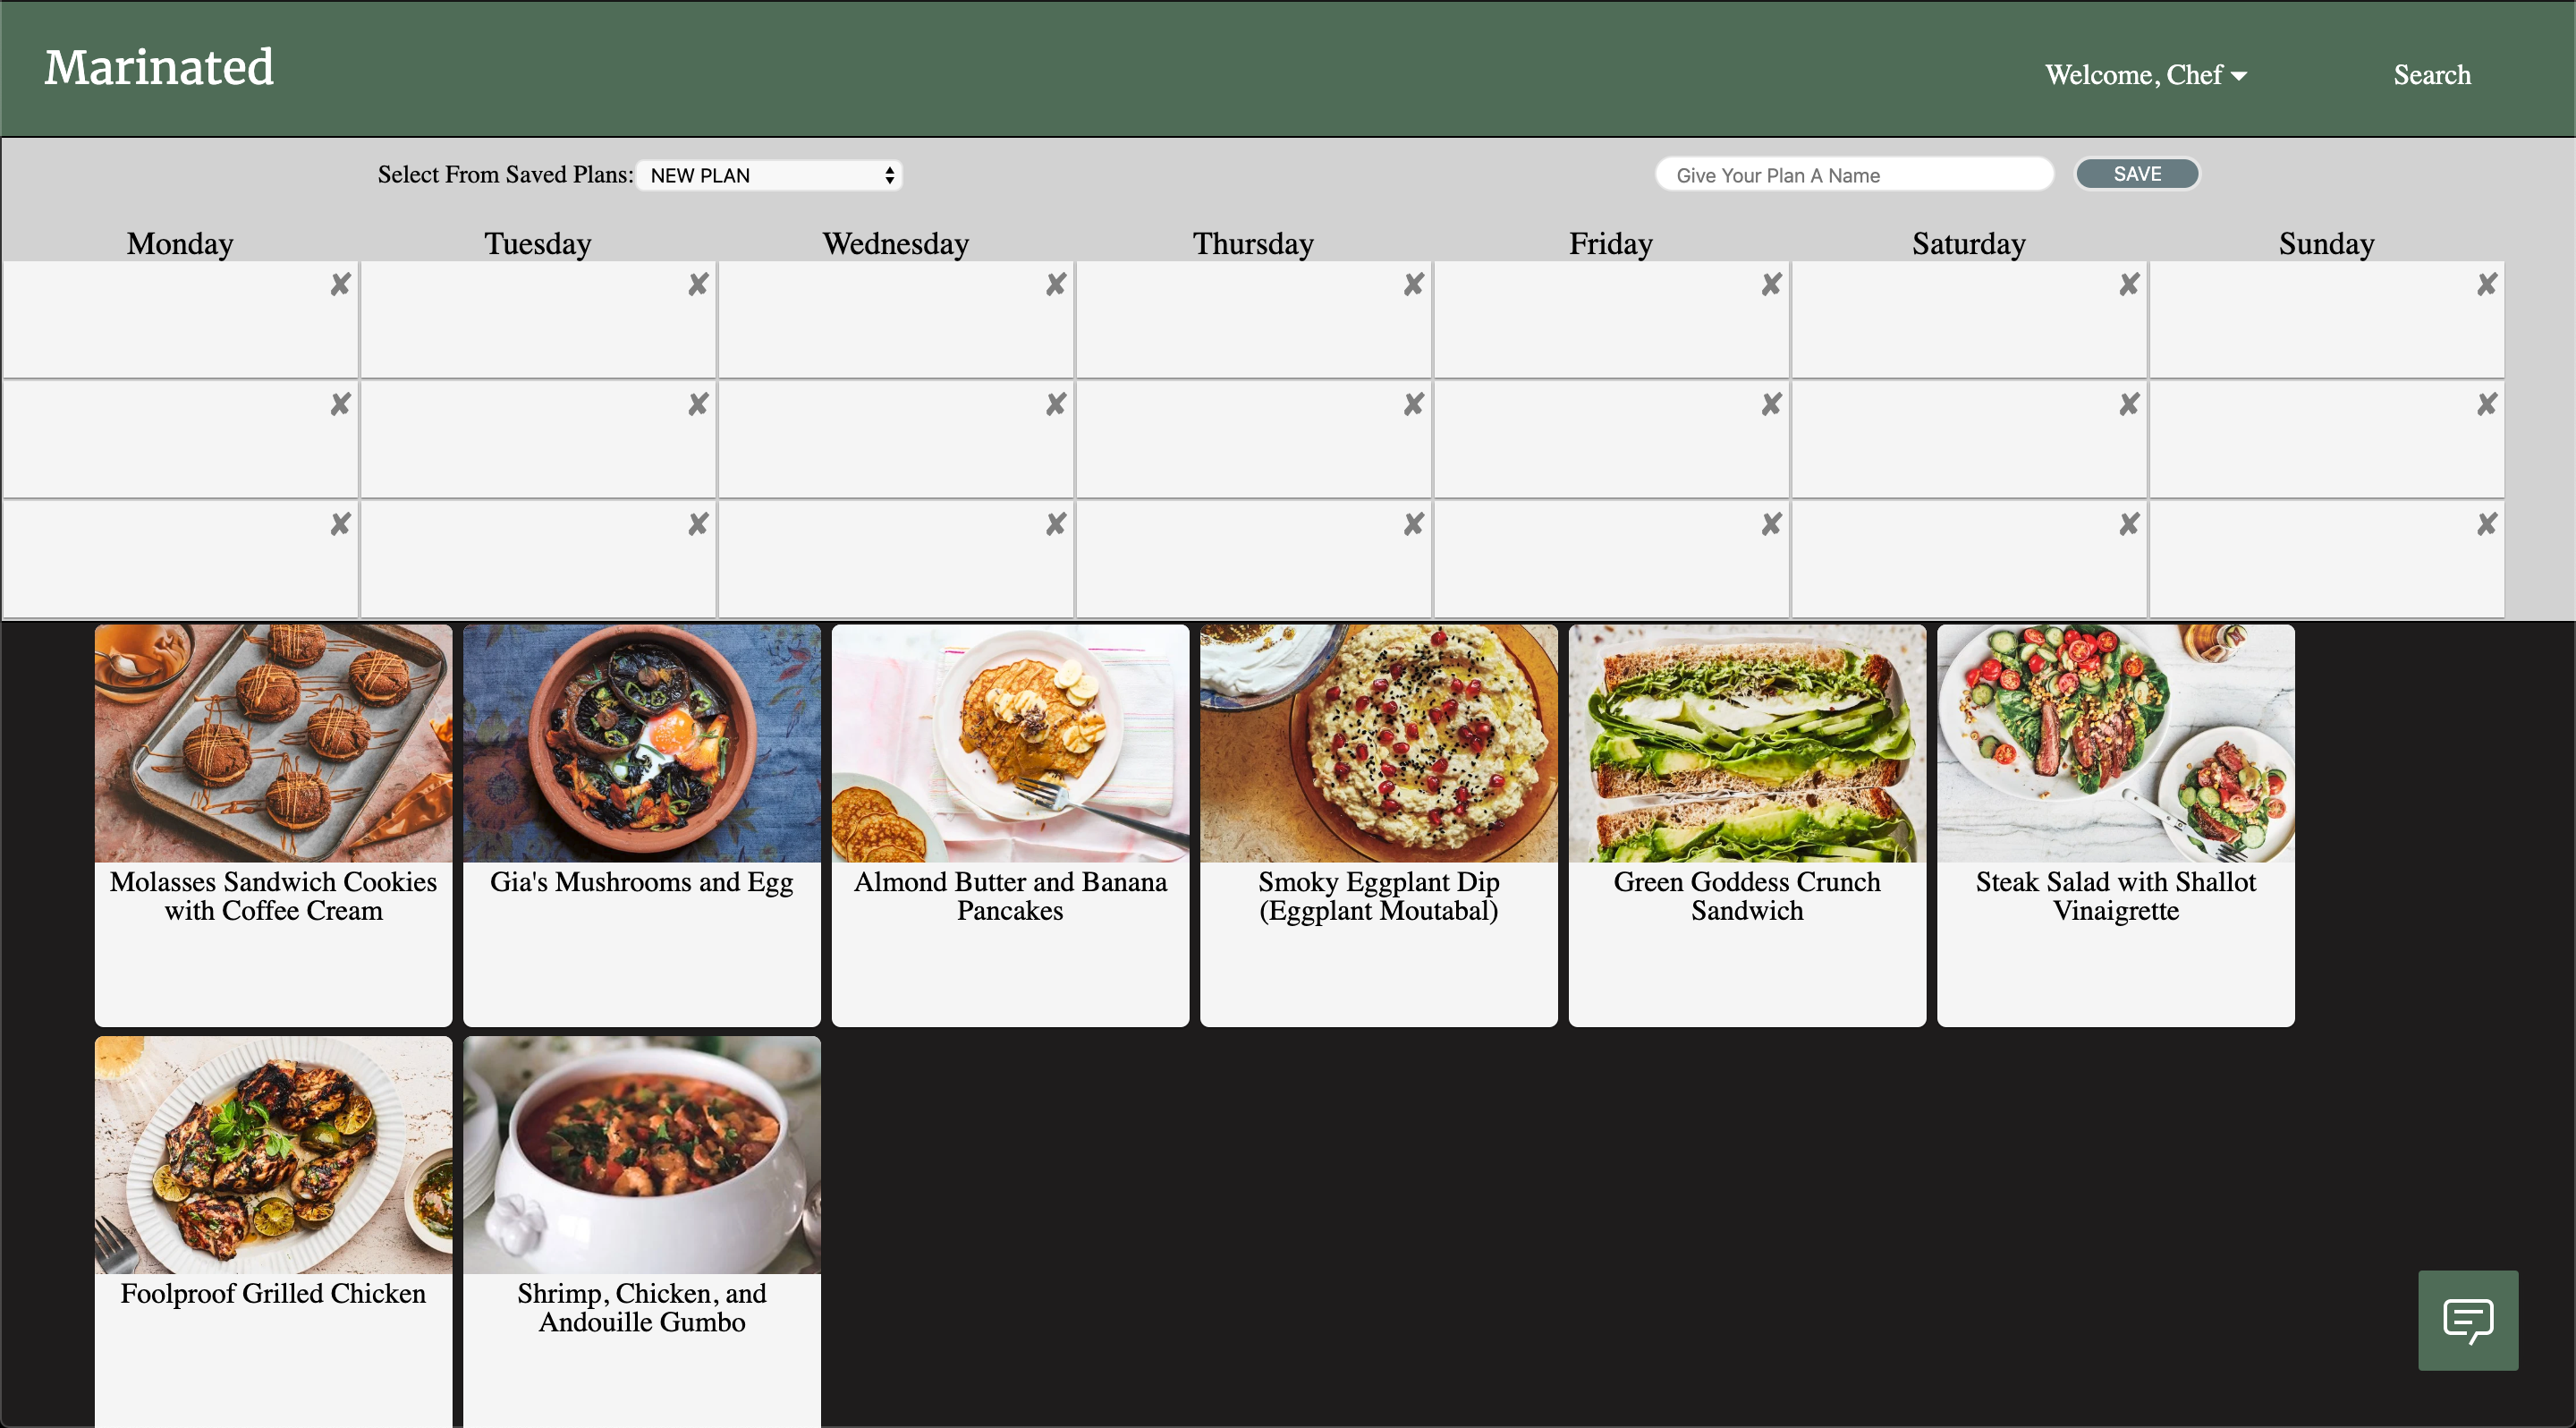 Marinated
Welcome, Chef
Search
Select From Saved Plans:
NEW PLAN
Give Your Plan A Name
SAVE
Monday
Tuesday
Wednesday
Thursday
Friday
Saturday
Sunday
Molasses Sandwich Cookies
with Coffee Cream
Gia's Mushrooms and Egg
Almond Butter and Banana
Pancakes
Smoky Eggplant Dip
(Eggplant Moutabal)
Green Goddess Crunch
Sandwich
Steak Salad with Shallot
Vinaigrette
Foolproof Grilled Chicken
Shrimp, Chicken, and
Andouille Gumbo